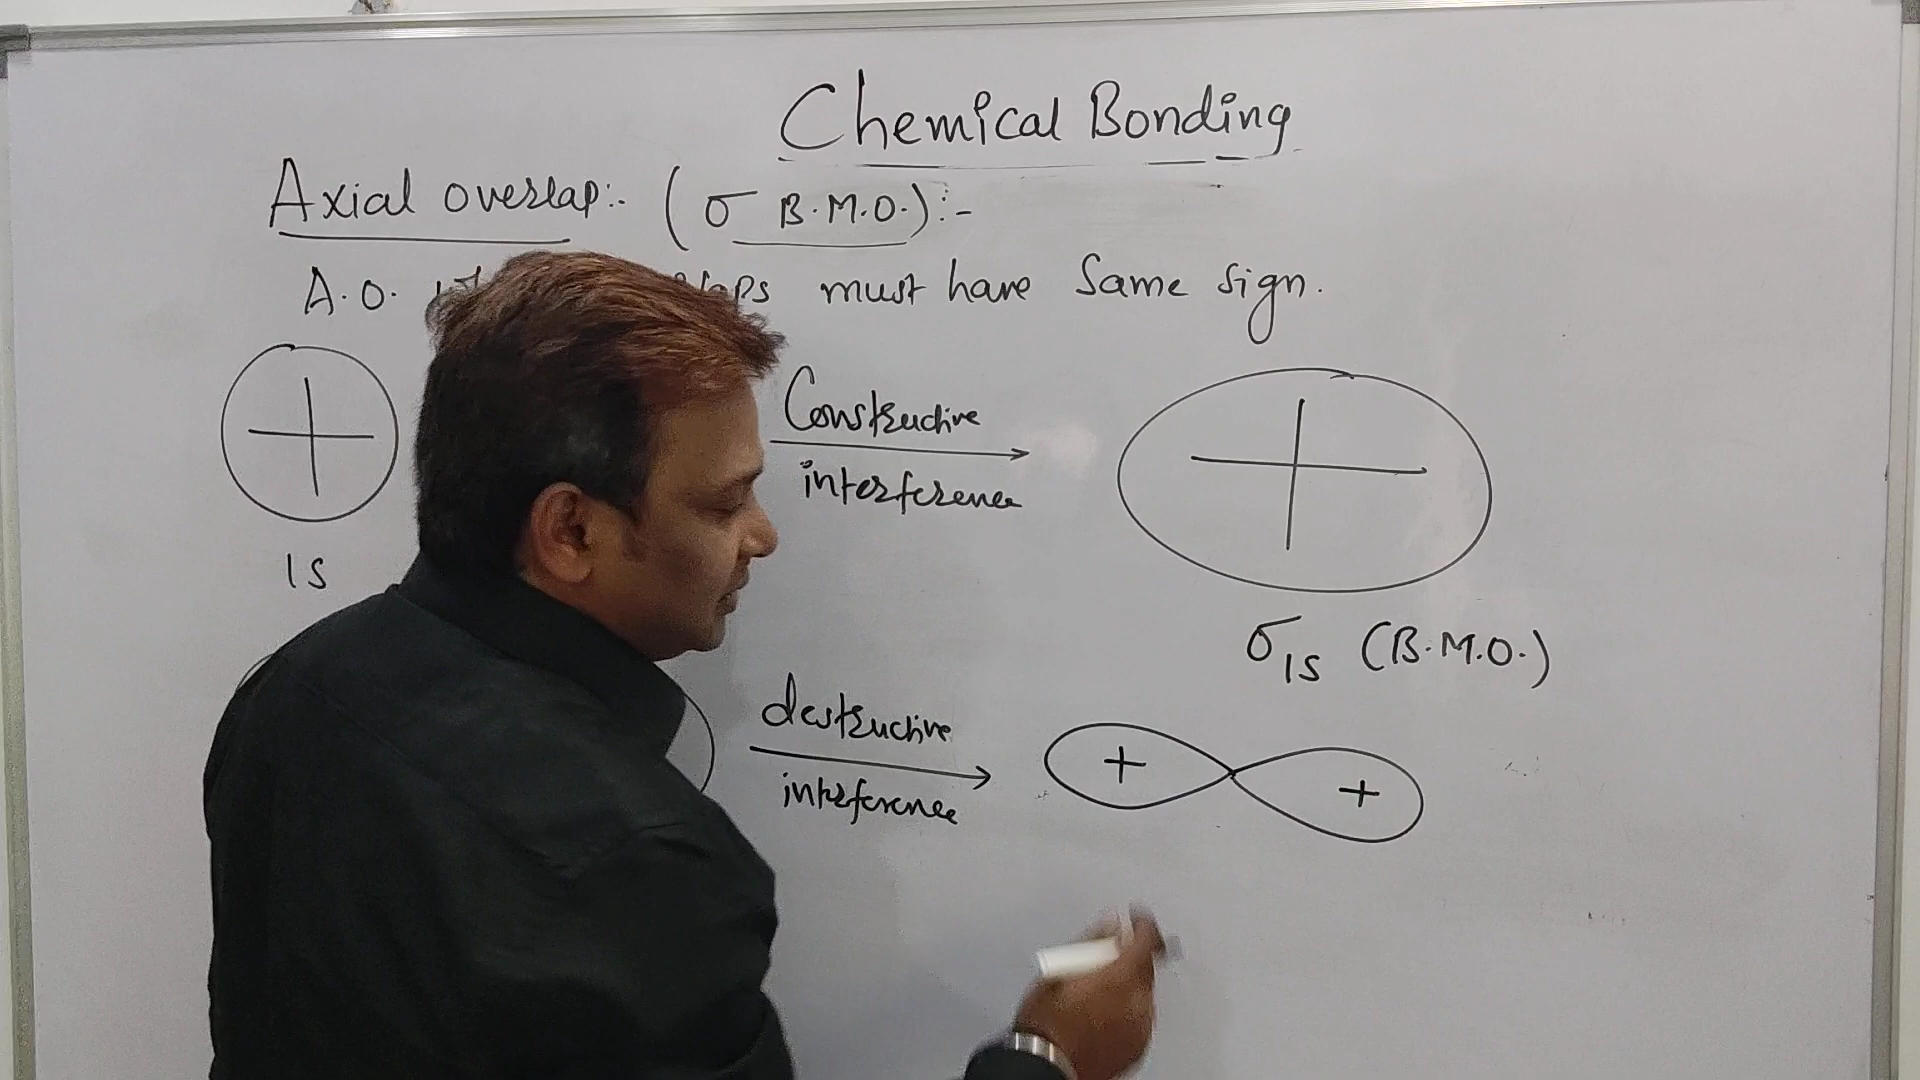 Chemical Bonding
Axial overlap:- (σ B.M.O.):-
A.O. must have same sign.
+ Constructive +
interference
1s
σ1s (B.M.O.)
destructive + +
interference